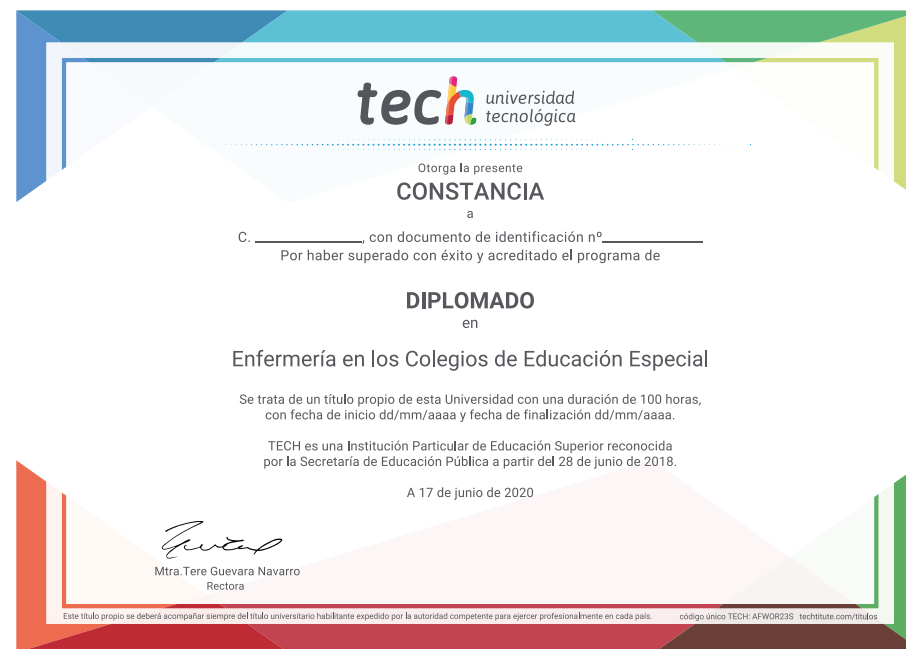 tech universidad
tecnológica
Otorga la presente
CONSTANCIA
a
C. ____________, con documento de identificación nº____________
Por haber superado con éxito y acreditado el programa de
DIPLOMADO
en
Enfermería en los Colegios de Educación Especial
Se trata de un título propio de esta Universidad con una duración de 100 horas,
con fecha de inicio dd/mm/aaaa y fecha de finalización dd/mm/aaaa.
TECH es una Institución Particular de Educación Superior reconocida
por la Secretaría de Educación Pública a partir del 28 de junio de 2018.
A 17 de junio de 2020
Mtra.Tere Guevara Navarro
Rectora
Este título propio se deberá acompañar siempre del título universitario habilitante expedido por la autoridad competente para ejercer profesionalmente en cada país. código único TECH: AFWOR23S techtitute.com/titulos